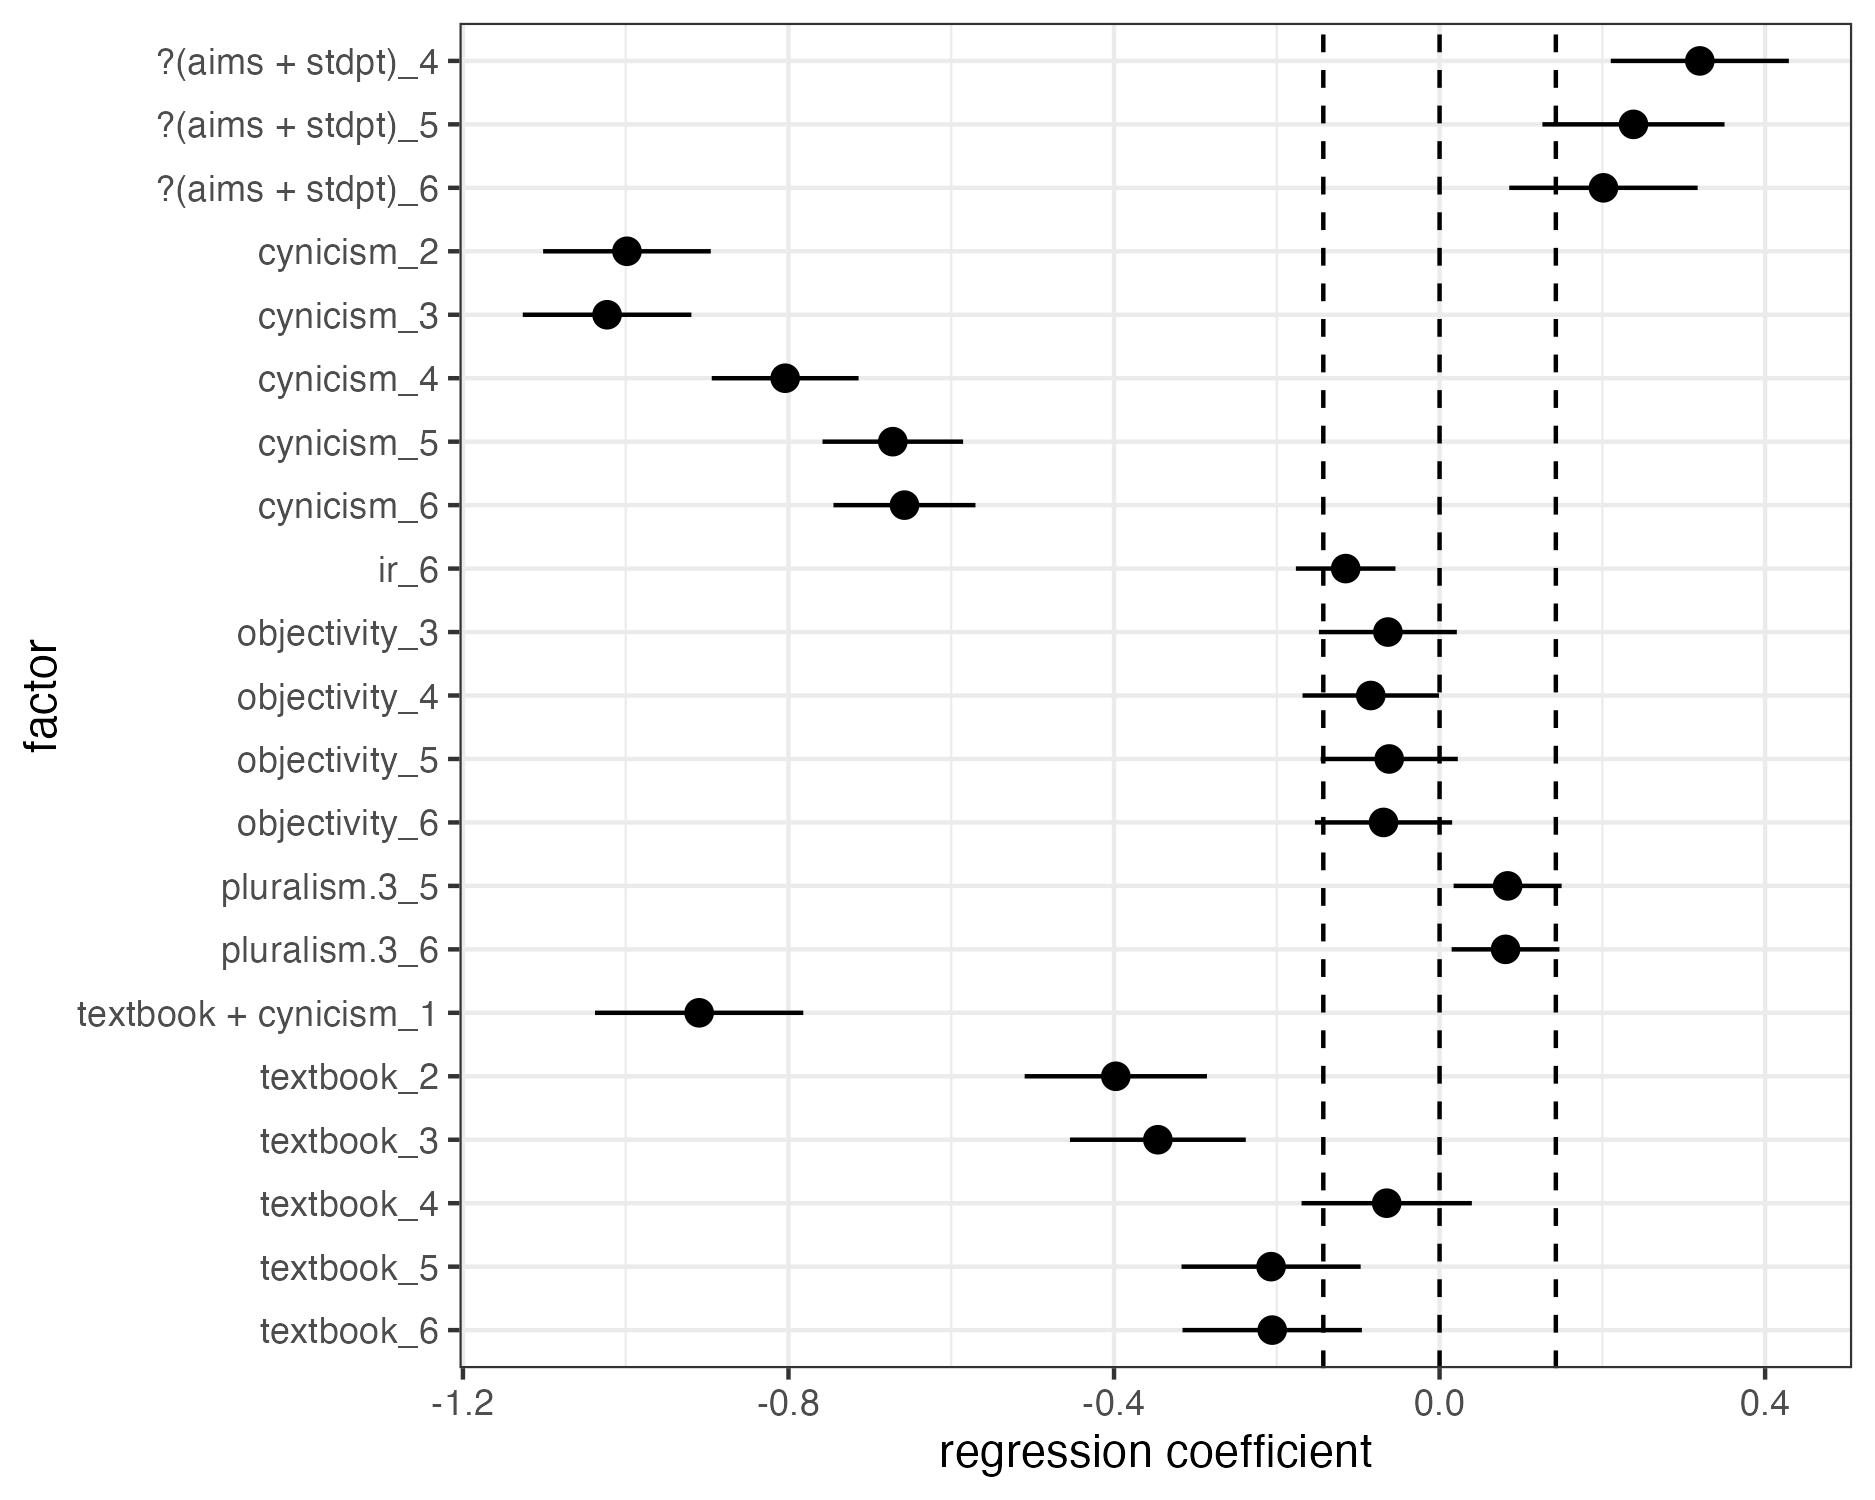 ?(aims + stdpt)_4
?(aims + stdpt)_5
?(aims + stdpt)_6
cynicism_2
cynicism_3
cynicism_4
cynicism_5
cynicism_6
ir_6
objectivity_3
objectivity_4
objectivity_5
objectivity_6
pluralism.3_5
pluralism.3_6
textbook + cynicism_1
textbook_2
textbook_3
textbook_4
textbook_5
textbook_6
factor
-1.2 -0.8 -0.4 0.0 0.4
regression coefficient